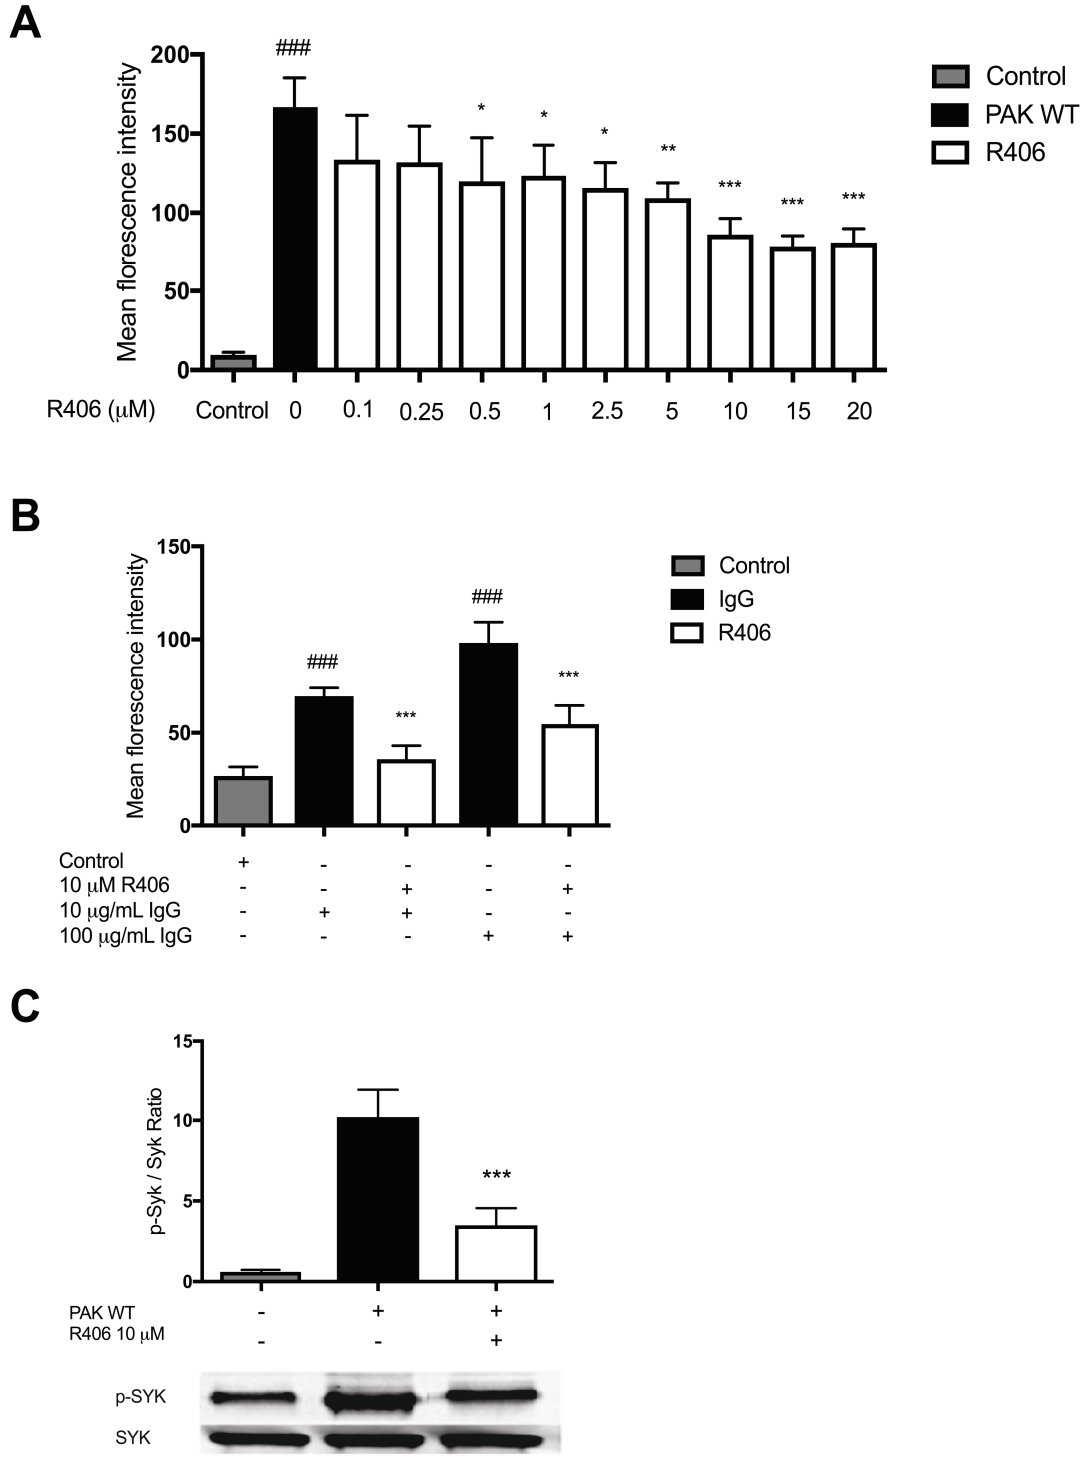 A
Mean florescence intensity
200
150
100
50
0
###
*
*
*
**
***
***
***
Control
PAK WT
R406
R406 (μM) Control 0 0.1 0.25 0.5 1 2.5 5 10 15 20
B
Mean florescence intensity
150
100
50
0
###
***
###
***
Control
IgG
R406
Control + - - - -
10 μM R406 - - + - +
10 μg/mL IgG - + + - -
100 μg/mL IgG - - - + +
C
p-Syk / Syk Ratio
15
10
5
0
***
PAK WT - + +
R406 10 μM - - +
p-SYK
SYK